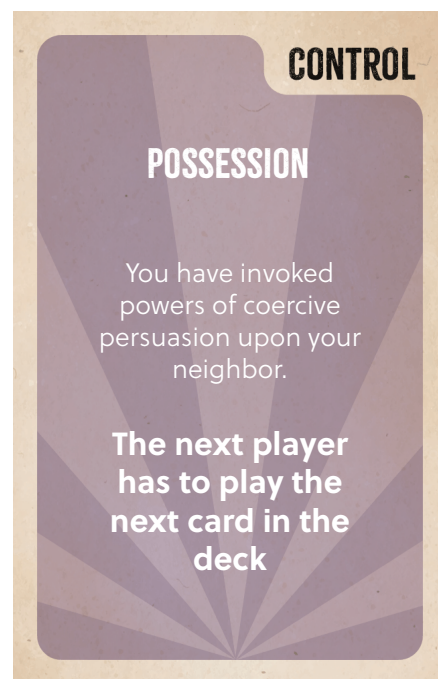 CONTROL
POSSESSION
You have invoked
powers of coercive
persuasion upon your
neighbor.
The next player
has to play the
next card in the
deck